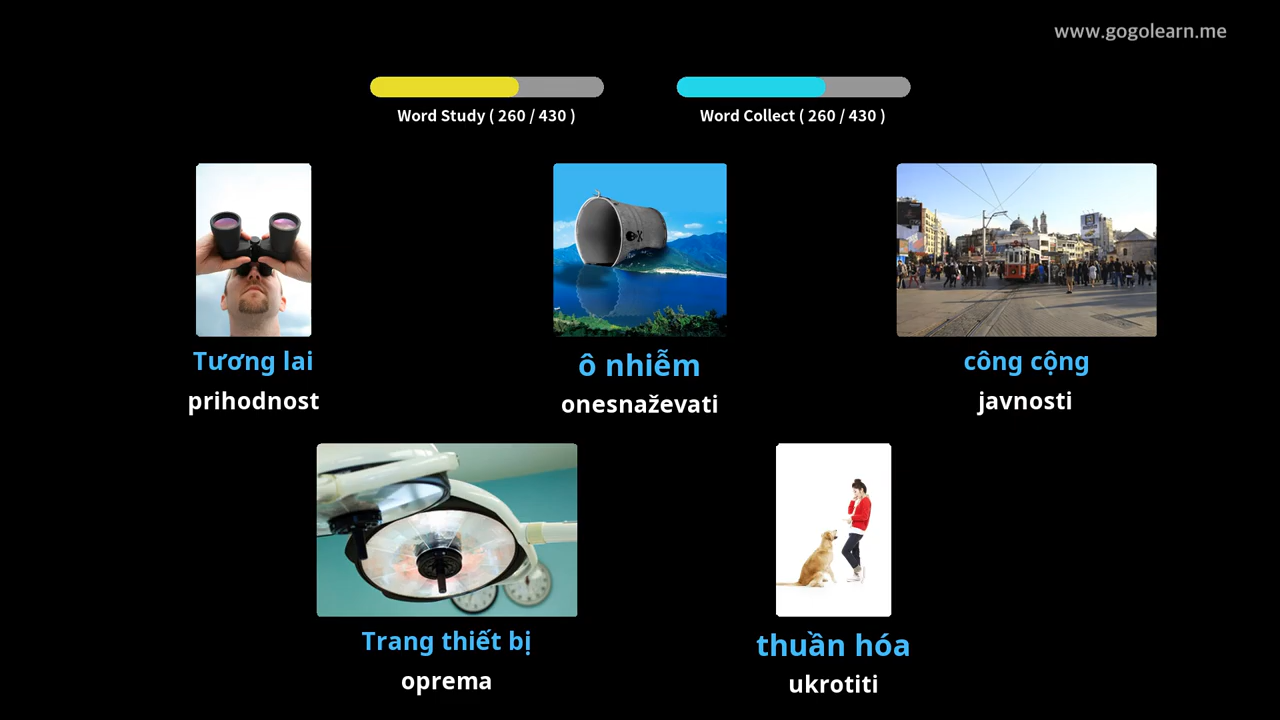 www.gogolearn.me
Word Study ( 260 / 430 )
Word Collect ( 260 / 430 )
Tương lai
prihodnost
ô nhiễm
onesnaževati
công cộng
javnosti
Trang thiết bị
oprema
thuần hóa
ukrotiti